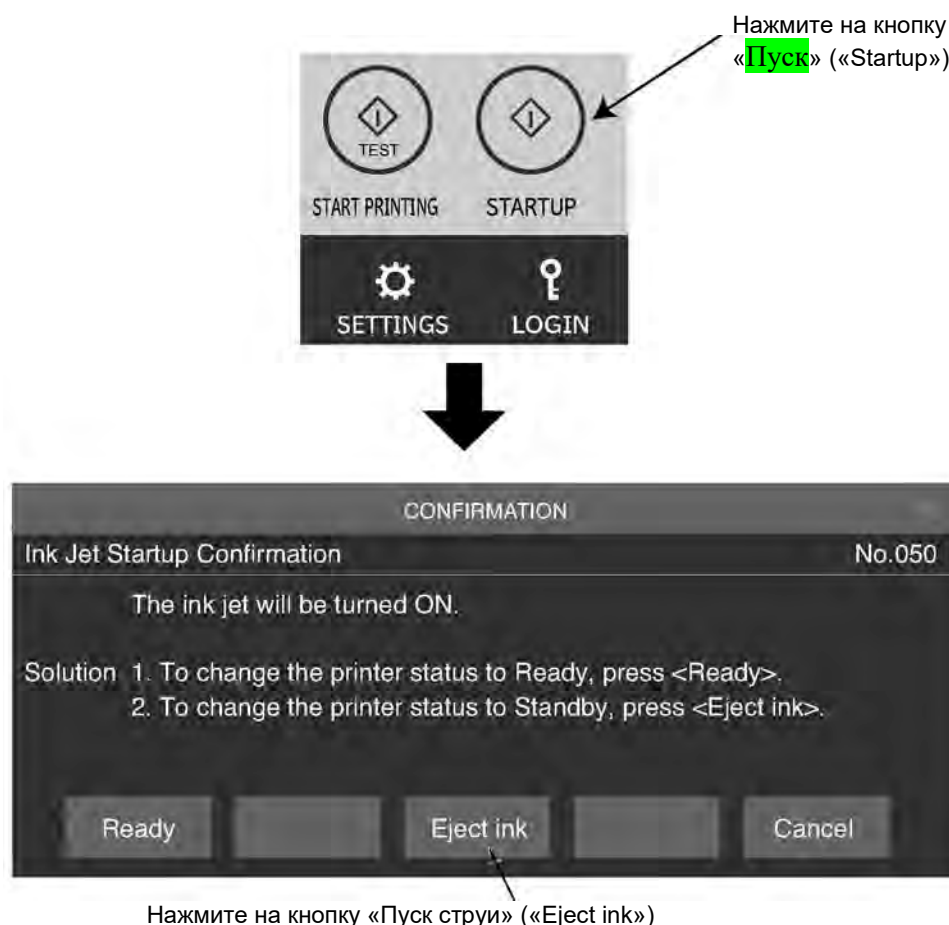 Нажмите на кнопку
«Пуск» («Startup»)
TEST
START PRINTING STARTUP
SETTINGS LOGIN
CONFIRMATION
Ink Jet Startup Confirmation No.050
The ink jet will be turned ON.
Solution 1. To change the printer status to Ready, press <Ready>.
2. To change the printer status to Standby, press <Eject ink>.
Ready Eject ink Cancel
Нажмите на кнопку «Пуск струи» («Eject ink»)